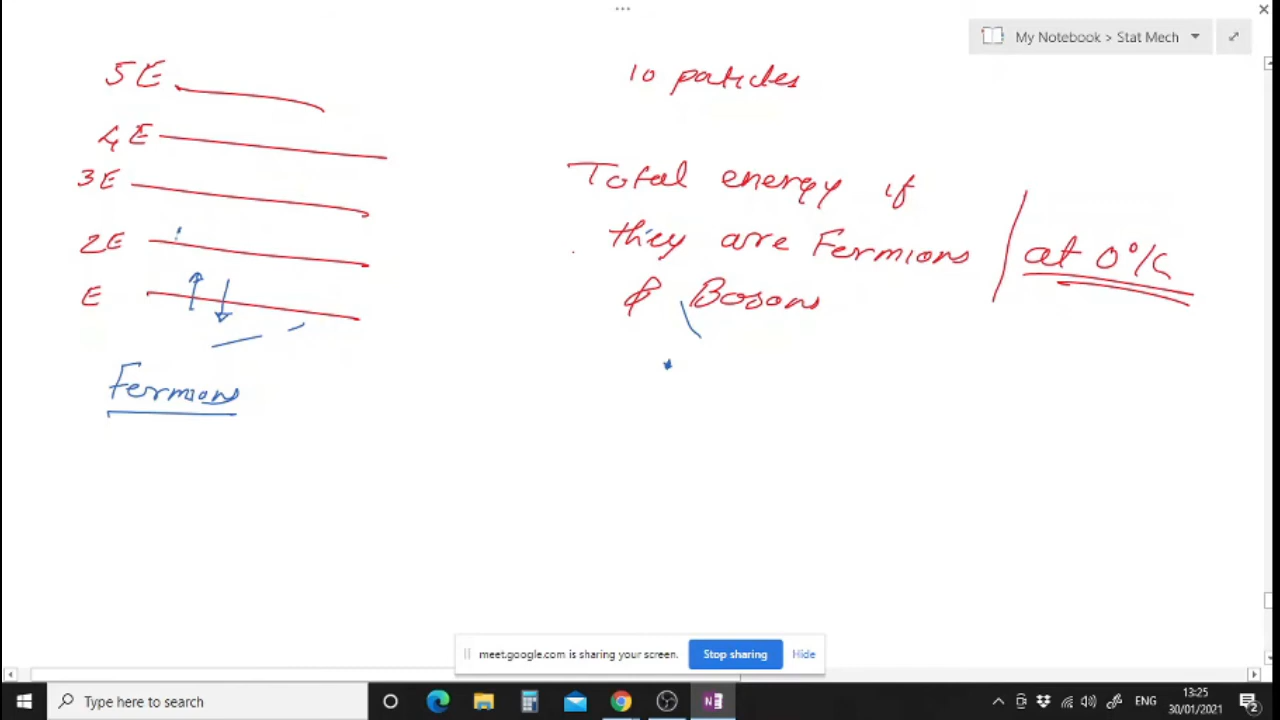 My Notebook > Stat Mech
5E
4E
3E
2E
E
Fermions
10 paticles
Total energy if
they are Fermions
& Bosons
at 0°K
meet.google.com is sharing your screen.
Stop sharing
Hide
Type here to search
ENG
13:25
30/01/2021
2